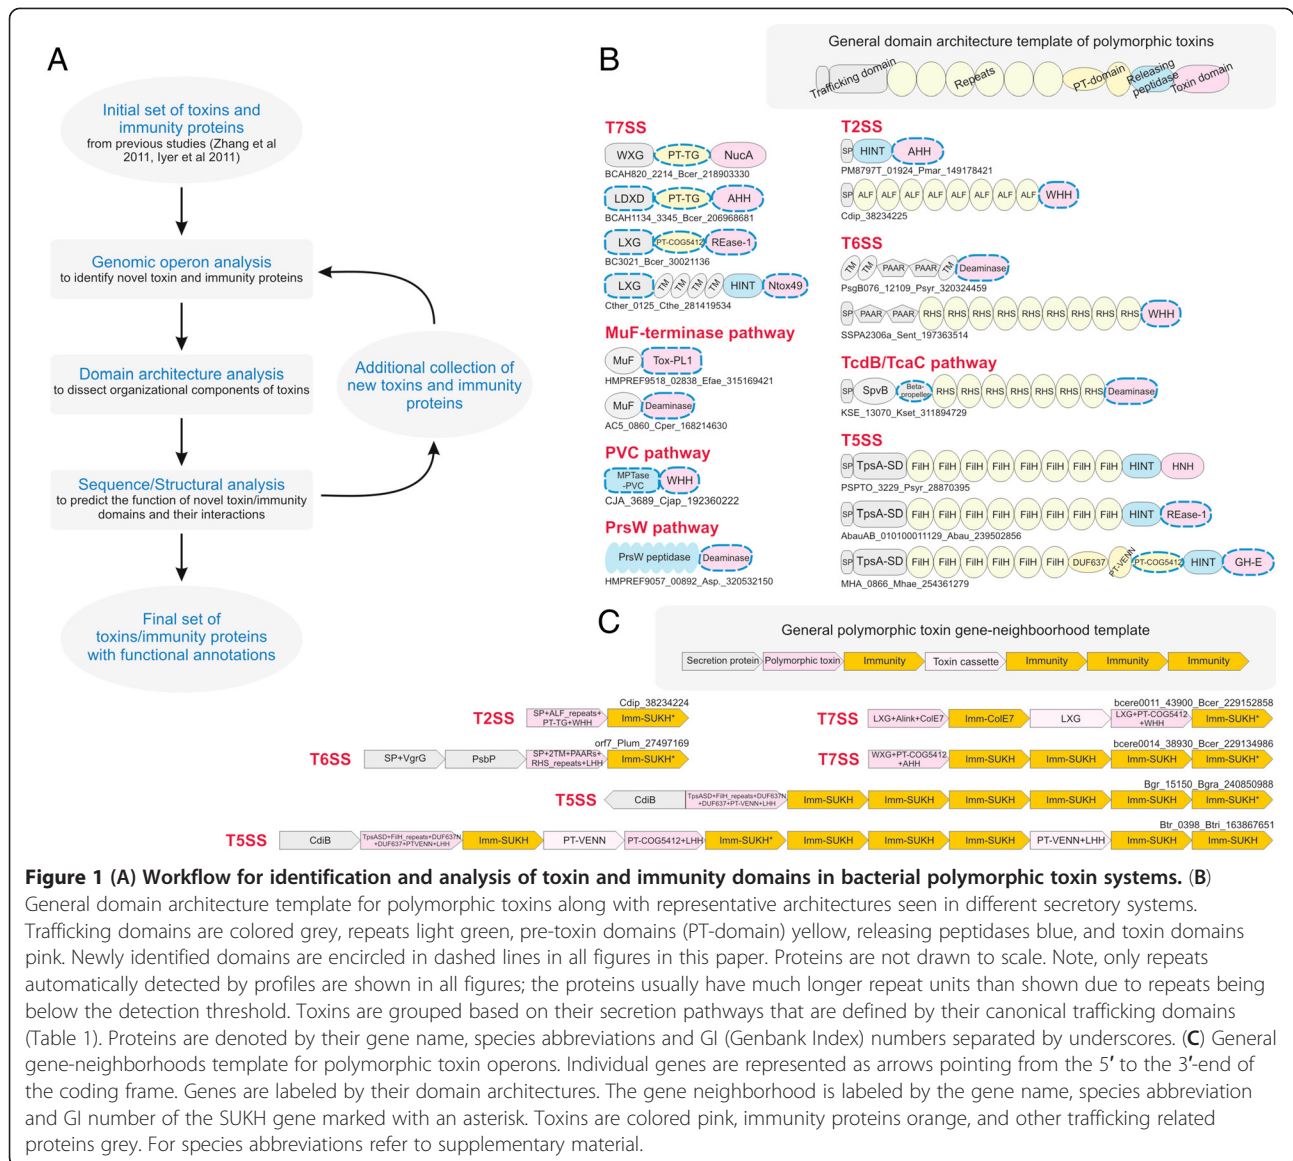 A
Initial set of toxins and
immunity proteins
from previous studies (Zhang et al
2011, Iyer et al 2011)
Genomic operon analysis
to identify novel toxin and immunity proteins
Domain architecture analysis
to dissect organizational components of toxins
Sequence/Structural analysis
to predict the function of novel toxin/immunity
domains and their interactions
Final set of
toxins/immunity proteins
with functional annotations
Additional collection of
new toxins and immunity
proteins
B
General domain architecture template of polymorphic toxins
Trafficking domain
Repeats
PT-domain
Releasing
peptidase
Toxin domain
T7SS
WXG PT-TG NucA
BCAH820_2214_Bcer_218903330
LDXD PT-TG AHH
BCAH1134_3345_Bcer_206968681
LXG PT-COG5412 REase-1
BC3021_Bcer_30021136
LXG TM TM TM TM HINT Ntox49
Cther_0125_Cthe_281419534
MuF-terminase pathway
MuF Tox-PL1
HMPREF9518_02838_Efae_315169421
MuF Deaminase
AC5_0860_Cper_168214630
PVC pathway
MPTase
-PVC WHH
CJA_3689_Cjap_192360222
PrsW pathway
PrsW peptidase Deaminase
HMPREF9057_00892_Asp._320532150
T2SS
SP HINT AHH
PM8797T_01924_Pmar_149178421
SP ALF ALF ALF ALF ALF ALF ALF WHH
Cdip_38234225
T6SS
TM TM PAAR PAAR TM Deaminase
PsgB076_12109_Psyr_320324459
SP PAAR PAAR RHS RHS RHS RHS RHS RHS RHS RHS WHH
SSPA2306a_Sent_197363514
TcdB/TcaC pathway
SP SpvB Beta-
propeller RHS RHS RHS RHS RHS RHS Deaminase
KSE_13070_Kset_311894729
T5SS
SP TpsA-SD FilH FilH FilH FilH FilH FilH FilH FilH HINT HNH
PSPTO_3229_Psyr_28870395
SP TpsA-SD FilH FilH FilH FilH FilH FilH FilH FilH HINT REase-1
AbauAB_010100011129_Abau_239502856
SP TpsA-SD FilH FilH FilH FilH FilH FilH DUF637 PT-VENN PT-COG5412 HINT GH-E
MHA_0866_Mhae_254361279
C
General polymorphic toxin gene-neighboorhood template
Secretion protein Polymorphic toxin Immunity Toxin cassette Immunity Immunity Immunity
Cdip_38234224
T2SS SP+ALF_repeats+
PT-TG+WHH Imm-SUKH*
bcere0011_43900_Bcer_229152858
T7SS LXG+Alink+ColE7 Imm-ColE7 LXG LXG+PT-COG5412
+WHH Imm-SUKH*
orf7_Plum_27497169
T6SS SP+VgrG PsbP SP+2TM+PAARs+
RHS_repeats+LHH Imm-SUKH*
bcere0014_38930_Bcer_229134986
T7SS WXG+PT-COG5412
+AHH Imm-SUKH Imm-SUKH Imm-SUKH Imm-SUKH*
Bgr_15150_Bgra_240850988
T5SS CdiB TpsASD+FilH_repeats+DUF637N
+DUF637+PT-VENN+LHH Imm-SUKH Imm-SUKH Imm-SUKH Imm-SUKH Imm-SUKH Imm-SUKH*
Btr_0398_Btri_163867651
T5SS CdiB TpsASD+FilH_repeats+DUF637N
+DUF637+PTVENN+LHH Imm-SUKH PT-VENN PT-COG5412+LHH Imm-SUKH* Imm-SUKH Imm-SUKH Imm-SUKH PT-VENN+LHH Imm-SUKH Imm-SUKH
Figure 1 (A) Workflow for identification and analysis of toxin and immunity domains in bacterial polymorphic toxin systems. (B)
General domain architecture template for polymorphic toxins along with representative architectures seen in different secretory systems.
Trafficking domains are colored grey, repeats light green, pre-toxin domains (PT-domain) yellow, releasing peptidases blue, and toxin domains
pink. Newly identified domains are encircled in dashed lines in all figures in this paper. Proteins are not drawn to scale. Note, only repeats
automatically detected by profiles are shown in all figures; the proteins usually have much longer repeat units than shown due to repeats being
below the detection threshold. Toxins are grouped based on their secretion pathways that are defined by their canonical trafficking domains
(Table 1). Proteins are denoted by their gene name, species abbreviations and GI (Genbank Index) numbers separated by underscores. (C) General
gene-neighborhoods template for polymorphic toxin operons. Individual genes are represented as arrows pointing from the 5′ to the 3′-end of
the coding frame. Genes are labeled by their domain architectures. The gene neighborhood is labeled by the gene name, species abbreviation
and GI number of the SUKH gene marked with an asterisk. Toxins are colored pink, immunity proteins orange, and other trafficking related
proteins grey. For species abbreviations refer to supplementary material.